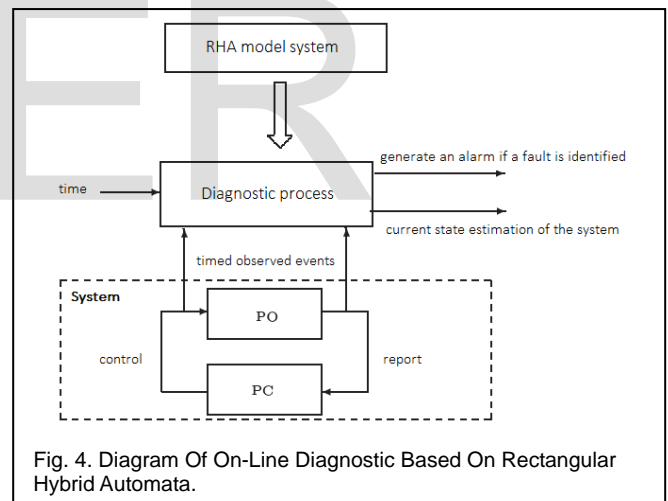 ER
RHA model system
generate an alarm if a fault is identified
time
Diagnostic process
current state estimation of the system
timed observed events
System
PO
control
report
PC
Fig. 4. Diagram Of On-Line Diagnostic Based On Rectangular
Hybrid Automata.